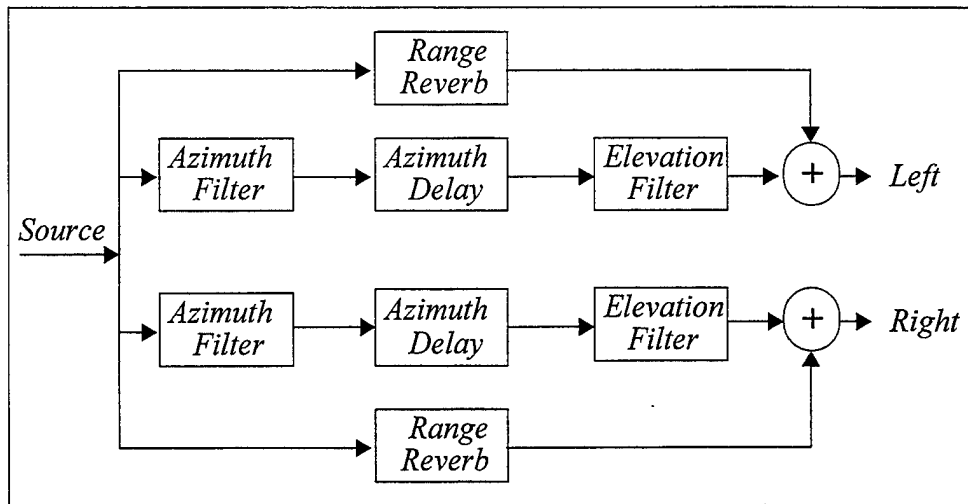 Range
Reverb
Azimuth
Filter
Azimuth
Delay
Elevation
Filter
+
Left
Source
Azimuth
Filter
Azimuth
Delay
Elevation
Filter
+
Right
Range
Reverb